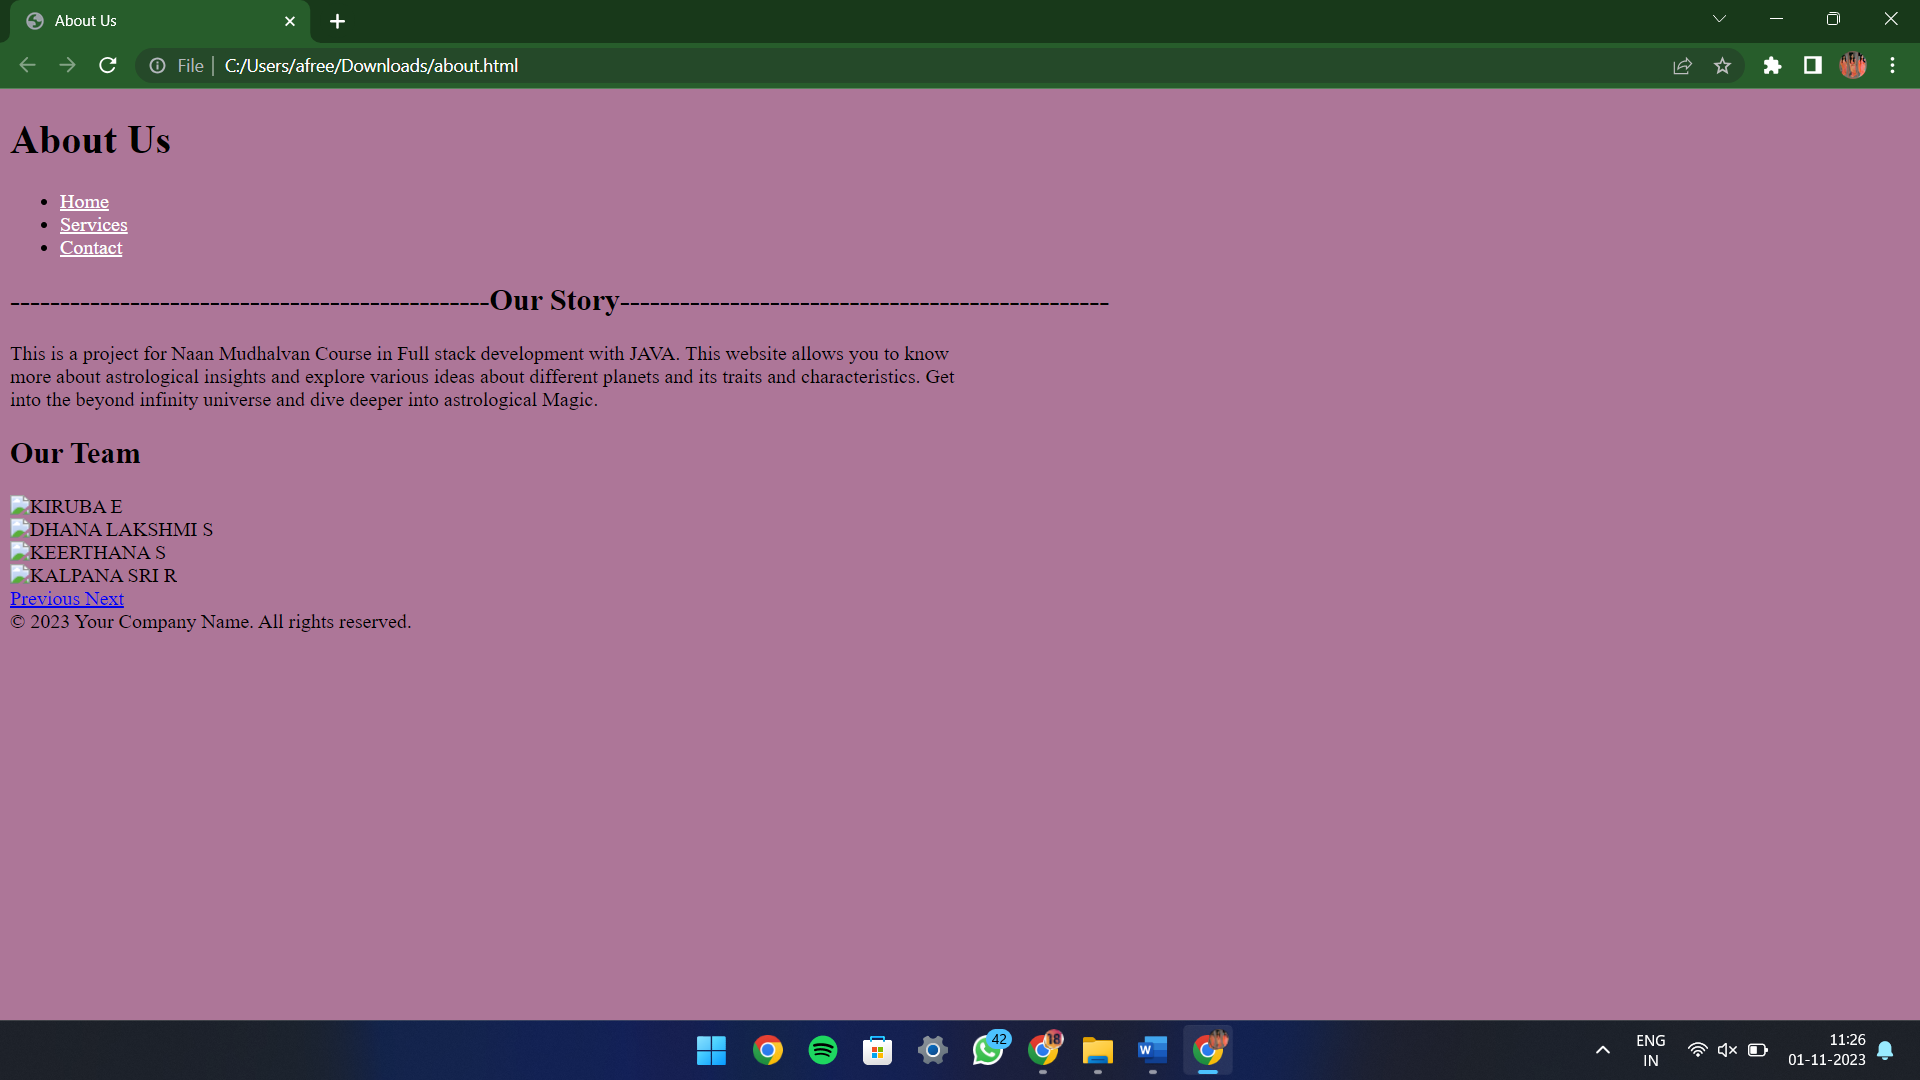 About Us
File
C:/Users/afree/Downloads/about.html
About Us
Home
Services
Contact
------------------------------------------------Our Story-------------------------------------------------
This is a project for Naan Mudhalvan Course in Full stack development with JAVA. This website allows you to know
more about astrological insights and explore various ideas about different planets and its traits and characteristics. Get
into the beyond infinity universe and dive deeper into astrological Magic.
Our Team
KIRUBA E
DHANA LAKSHMI S
KEERTHANA S
KALPANA SRI R
Previous Next
© 2023 Your Company Name. All rights reserved.
42
18
W
ENG
IN
11:26
01-11-2023